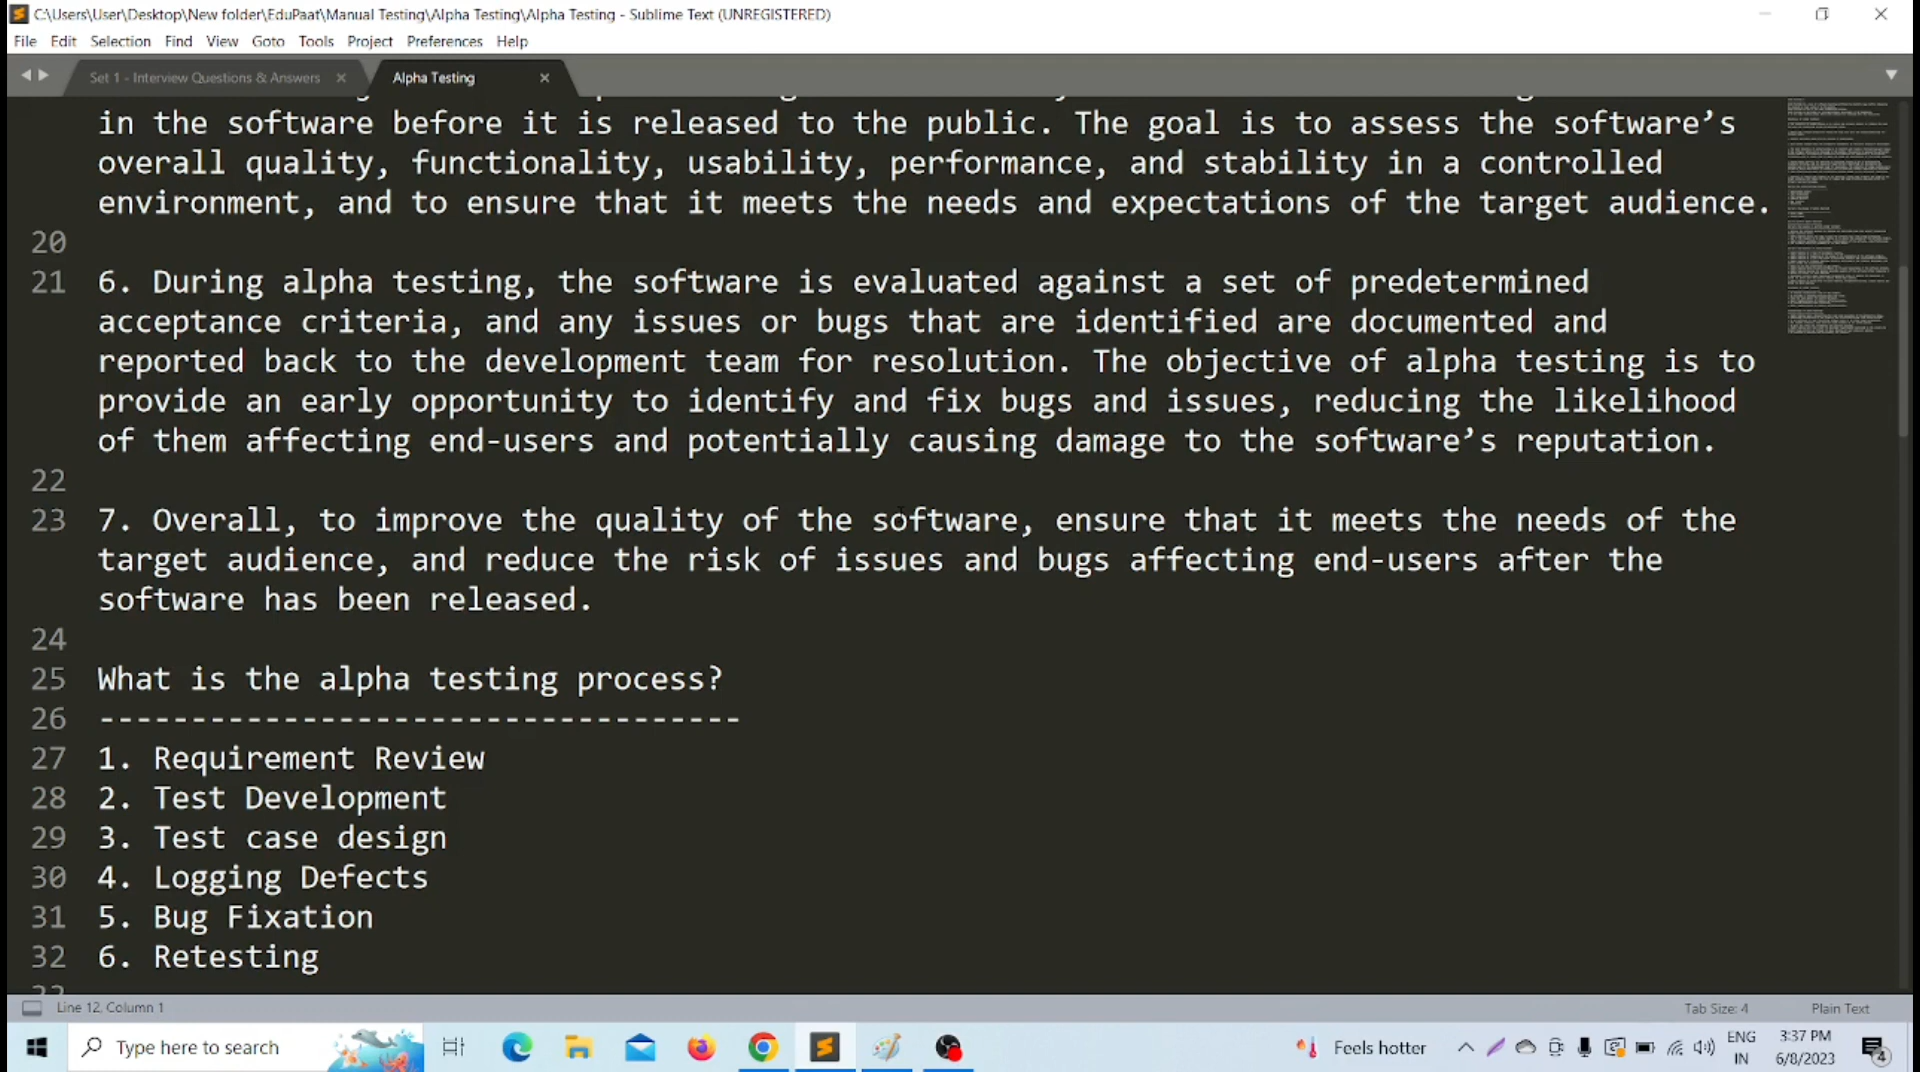 C:\Users\User\Desktop\New folder\EduPaat\Manual Testing\Alpha Testing\Alpha Testing - Sublime Text (UNREGISTERED)
File Edit Selection Find View Goto Tools Project Preferences Help
Set 1 - Interview Questions & Answers Alpha Testing
in the software before it is released to the public. The goal is to assess the software’s
overall quality, functionality, usability, performance, and stability in a controlled
environment, and to ensure that it meets the needs and expectations of the target audience.
20
21 6. During alpha testing, the software is evaluated against a set of predetermined
acceptance criteria, and any issues or bugs that are identified are documented and
reported back to the development team for resolution. The objective of alpha testing is to
provide an early opportunity to identify and fix bugs and issues, reducing the likelihood
of them affecting end-users and potentially causing damage to the software’s reputation.
22
23 7. Overall, to improve the quality of the software, ensure that it meets the needs of the
target audience, and reduce the risk of issues and bugs affecting end-users after the
software has been released.
24
25 What is the alpha testing process?
26 -----------------------------------
27 1. Requirement Review
28 2. Test Development
29 3. Test case design
30 4. Logging Defects
31 5. Bug Fixation
32 6. Retesting
Line 12, Column 1 Tab Size: 4 Plain Text
Type here to search Feels hotter ENG IN 3:37 PM 6/8/2023 4